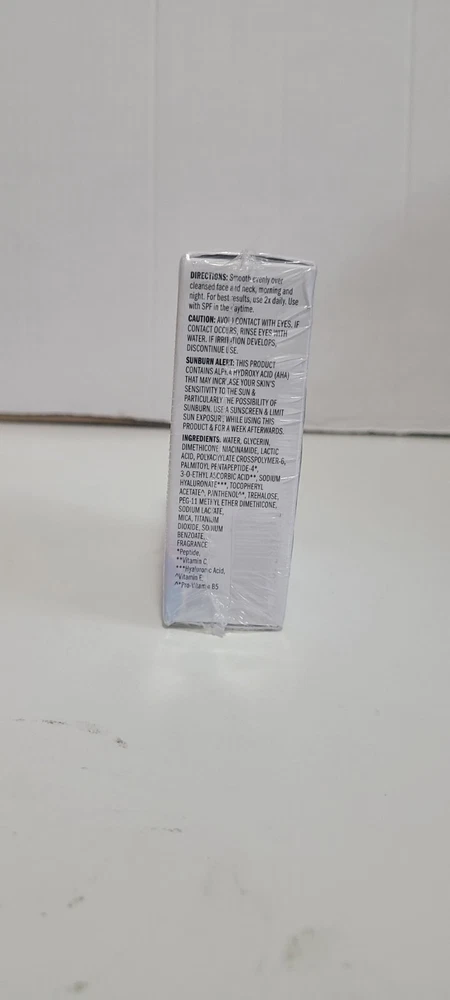 DIRECTIONS: Smooth evenly over
cleansed face and neck, morning and
night. For best results, use 2x daily. Use
with SPF in the daytime.
CAUTION: AVOID CONTACT WITH EYES. IF
CONTACT OCCURS, RINSE EYES WITH
WATER. IF IRRITATION DEVELOPS,
DISCONTINUE USE.
SUNBURN ALERT: THIS PRODUCT
CONTAINS ALPHA HYDROXY ACID (AHA)
THAT MAY INCREASE YOUR SKIN'S
SENSITIVITY TO THE SUN &
PARTICULARLY THE POSSIBILITY OF
SUNBURN. USE A SUNSCREEN & LIMIT
SUN EXPOSURE WHILE USING THIS
PRODUCT & FOR A WEEK AFTERWARDS.
INGREDIENTS: WATER, GLYCERIN,
DIMETHICONE, NIACINAMIDE, LACTIC
ACID, POLYACRYLATE CROSSPOLYMER-6,
PALMITOYL PENTAPEPTIDE-4*,
3-O-ETHYL ASCORBIC ACID**, SODIUM
HYALURONATE***, TOCOPHERYL
ACETATE^, PANTHENOL^^, TREHALOSE,
PEG-11 METHYL ETHER DIMETHICONE,
SODIUM LACTATE,
MICA, TITANIUM
DIOXIDE, SODIUM
BENZOATE,
FRAGRANCE
*Peptide,
**Vitamin C,
***Hyaluronic Acid,
^Vitamin E,
^^Pro-Vitamin B5